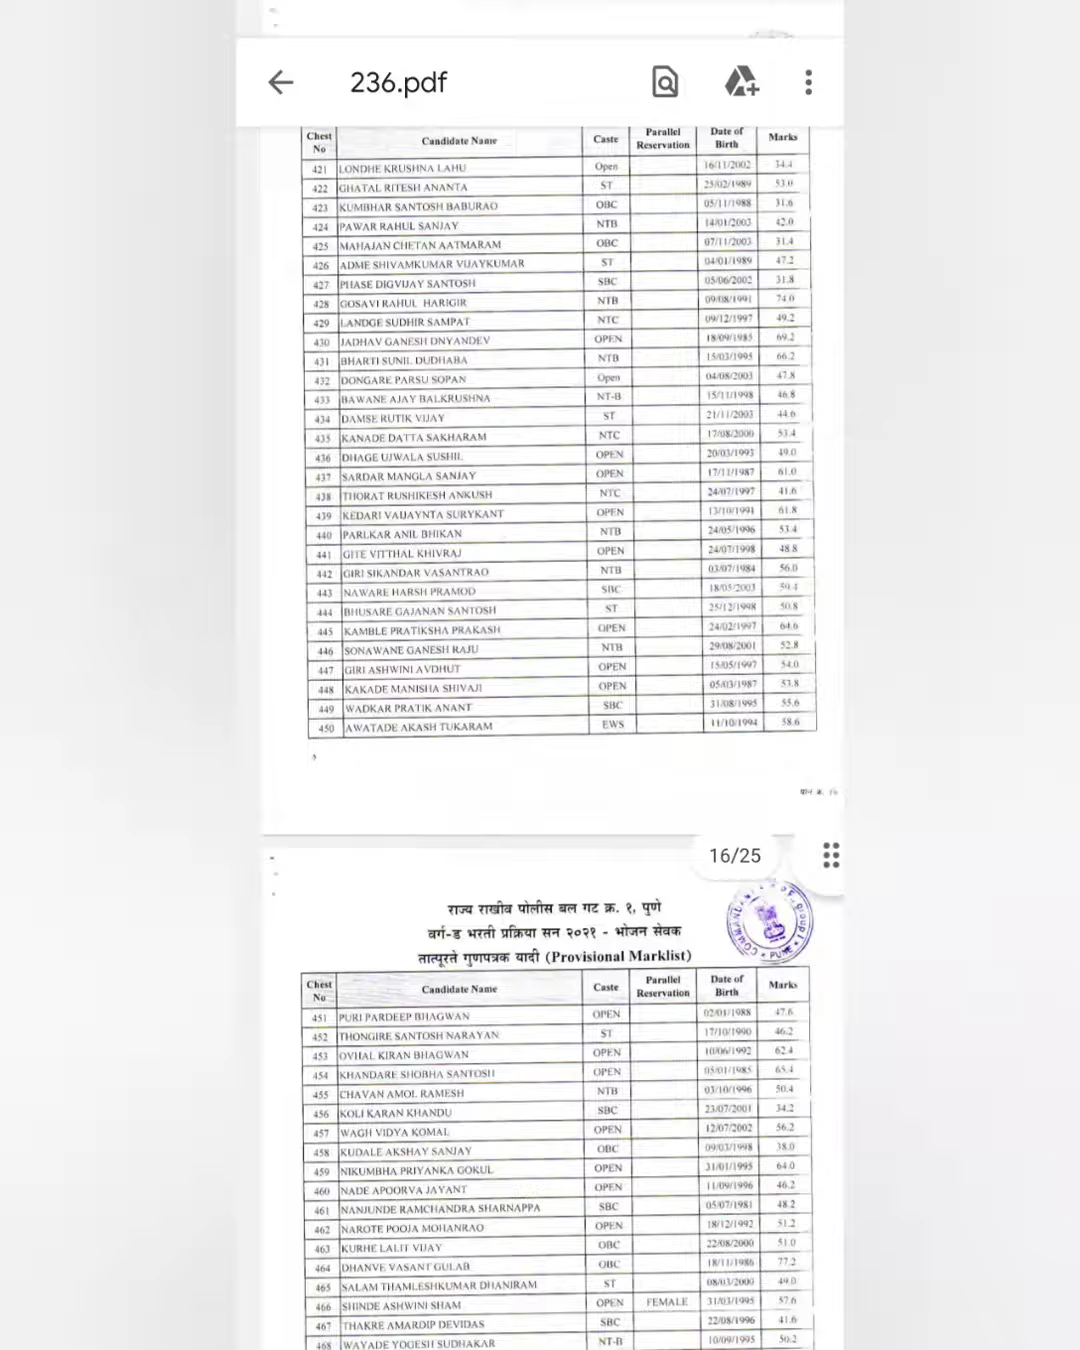 236.pdf
Chest No Candidate Name Caste Parallel Reservation Date of Birth Marks
421 LONDHE KRUSHNA LAHU Open 16/11/2002 34.4
422 GHATAL RITESH ANANTA ST 25/02/1989 53.0
423 KUMBHAR SANTOSH BABURAO OBC 05/11/1988 31.6
424 PAWAR RAHUL SANJAY NTB 14/01/2003 42.0
425 MAHAJAN CHETAN AATMARAM OBC 07/11/2003 31.4
426 ADME SHIVAMKUMAR VIJAYKUMAR ST 04/01/1989 47.2
427 PHASE DIGVIJAY SANTOSH SBC 05/06/2002 31.8
428 GOSAVI RAHUL HARIGIR NTB 09/08/1991 74.0
429 LANDGE SUDHIR SAMPAT NTC 09/12/1997 49.2
430 JADHAV GANESH DNYANDEV OPEN 18/09/1985 69.2
431 BHARTI SUNIL DUDHABA NTB 15/03/1995 66.2
432 DONGARE PARSU SOPAN Open 04/08/2003 47.8
433 BAWANE AJAY BALKRUSHNA NT-B 15/11/1998 46.8
434 DAMSE RUTIK VIJAY ST 21/11/2003 44.6
435 KANADE DATTA SAKHARAM NTC 17/08/2000 53.4
436 DHAGE UJWALA SUSHIL OPEN 20/03/1993 49.0
437 SARDAR MANGLA SANJAY OPEN 17/11/1987 61.0
438 THORAT RUSHIKESH ANKUSH NTC 24/07/1997 41.6
439 KEDARI VAIJAYNTA SURYKANT OPEN 13/10/1991 61.8
440 PARLKAR ANIL BHIKAN NTB 24/05/1996 53.4
441 GITE VITTHAL KHIVRAJ OPEN 24/07/1998 48.8
442 GIRI SIKANDAR VASANTRAO NTB 03/07/1984 56.0
443 NAWARE HARSH PRAMOD SBC 18/05/2003 50.4
444 BHUSARE GAJANAN SANTOSH ST 25/12/1998 50.8
445 KAMBLE PRATIKSHA PRAKASH OPEN 24/02/1997 64.6
446 SONAWANE GANESH RAJU NTB 29/08/2001 52.8
447 GIRI ASHWINI AVDHUT OPEN 15/05/1997 54.0
448 KAKADE MANISHA SHIVAJI OPEN 05/03/1987 53.8
449 WADKAR PRATIK ANANT SBC 31/08/1995 55.6
450 AWATADE AKASH TUKARAM EWS 11/10/1994 58.6
पान क्र.
16/25
राज्य राखीव पोलीस बल गट क्र. १, पुणे
वर्ग-ड भरती प्रक्रिया सन २०२१ - भोजन सेवक
तात्पूरते गुणपत्रक यादी (Provisional Marklist)
Chest No Candidate Name Caste Parallel Reservation Date of Birth Marks
451 PURI PARDEEP BHAGWAN OPEN 02/01/1988 47.6
452 THONGIRE SANTOSH NARAYAN ST 17/10/1990 46.2
453 OVHAL KIRAN BHAGWAN OPEN 10/06/1992 62.4
454 KHANDARE SHOBHA SANTOSH OPEN 05/01/1985 65.4
455 CHAVAN AMOL RAMESH NTB 03/10/1996 50.4
456 KOLI KARAN KHANDU SBC 23/07/2001 34.2
457 WAGH VIDYA KOMAL OPEN 12/07/2002 56.2
458 KUDALE AKSHAY SANJAY OBC 09/03/1998 38.0
459 NIKUMBHA PRIYANKA GOKUL OPEN 31/01/1995 64.0
460 NADE APOORVA JAYANT OPEN 11/09/1996 46.2
461 NANJUNDE RAMCHANDRA SHARNAPPA SBC 05/07/1981 48.2
462 NAROTE POOJA MOHANRAO OPEN 18/12/1992 51.2
463 KURHE LALIT VIJAY OBC 22/08/2000 51.0
464 DHANVE VASANT GULAB OBC 18/11/1986 77.2
465 SALAM THAMLESHKUMAR DHANIRAM ST 08/03/2000 49.0
466 SHINDE ASHWINI SHAM OPEN FEMALE 31/03/1995 57.6
467 THAKRE AMARDIP DEVIDAS SBC 22/08/1996 41.6
468 WAYADE YOGESH SUDHAKAR NT-B 10/09/1995 50.2